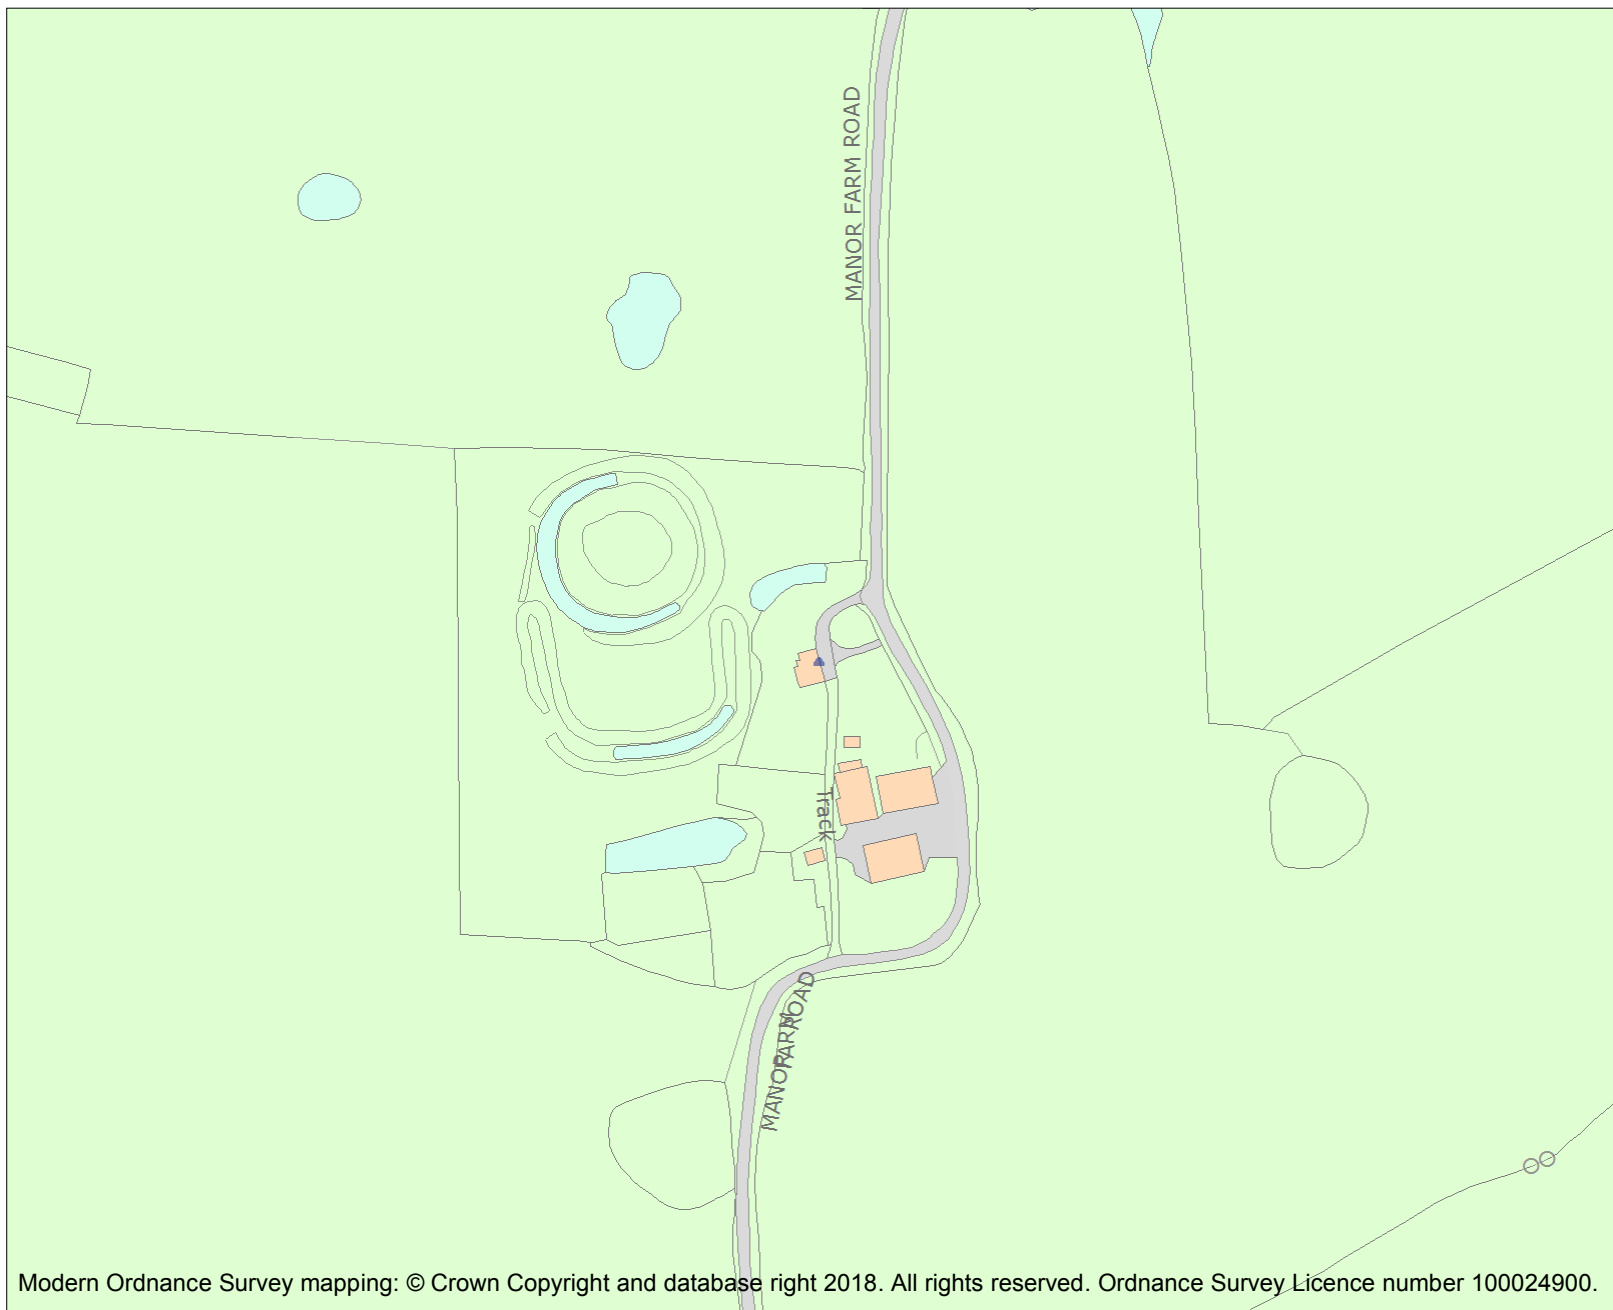 MANOR FARM ROAD
Track
MANOR FARM ROAD
Modern Ordnance Survey mapping: © Crown Copyright and database right 2018. All rights reserved. Ordnance Survey Licence number 100024900.